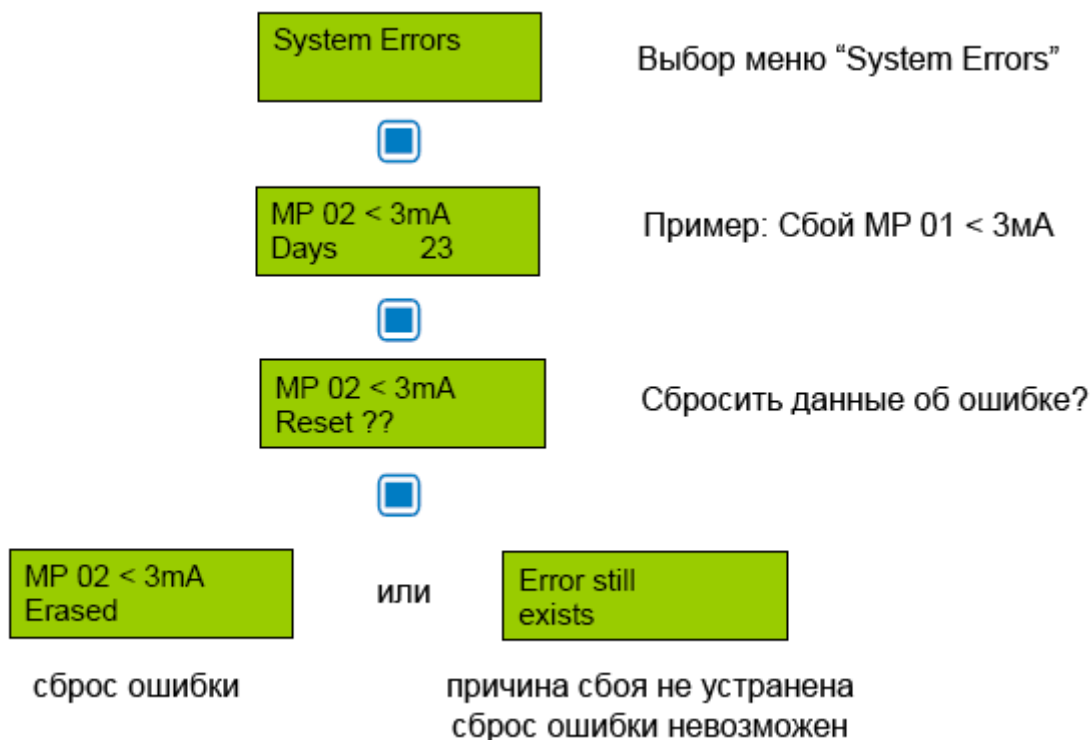 System Errors
Выбор меню “System Errors”
MP 02 < 3mA
Days 23
Пример: Сбой MP 01 < 3мА
MP 02 < 3mA
Reset ??
Сбросить данные об ошибке?
MP 02 < 3mA
Erased
или
Error still
exists
сброс ошибки
причина сбоя не устранена
сброс ошибки невозможен